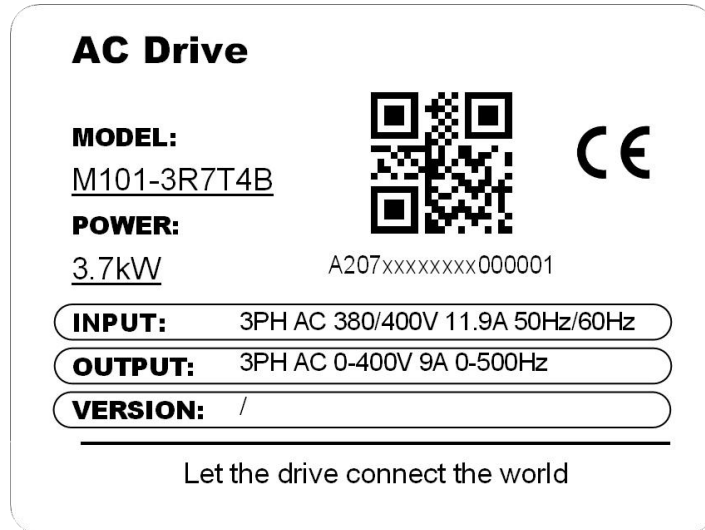 AC Drive
MODEL:
M101-3R7T4B
POWER:
3.7kW
CE
A207xxxxxxxx000001
INPUT: 3PH AC 380/400V 11.9A 50Hz/60Hz
OUTPUT: 3PH AC 0-400V 9A 0-500Hz
VERSION: /
Let the drive connect the world